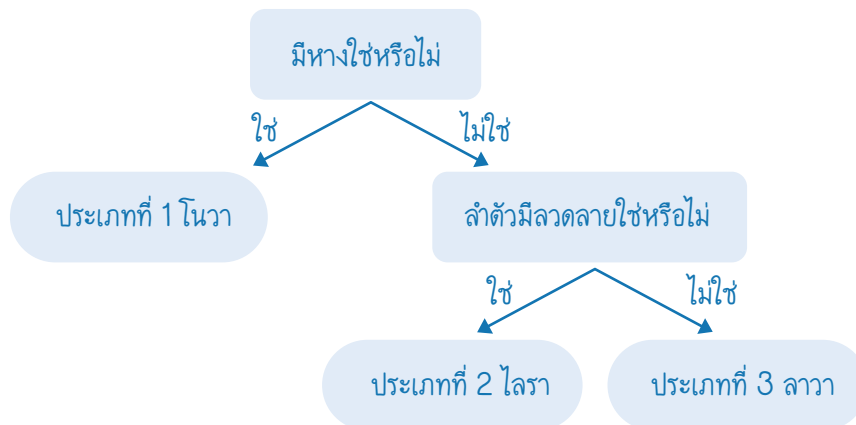 มีหางใช่หรือไม่
ใช่
ไม่ใช่
ประเภทที่ 1 โนวา
ลำตัวมีลวดลายใช่หรือไม่
ใช่
ไม่ใช่
ประเภทที่ 2 ไลรา
ประเภทที่ 3 ลาวา